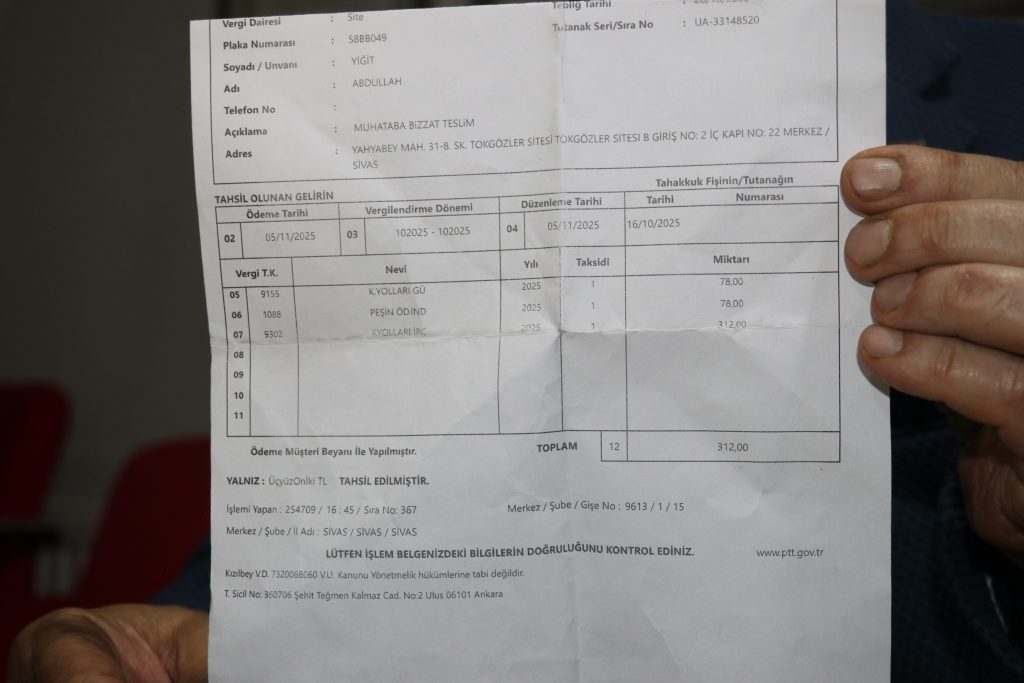 Vergi Dairesi : Site
Tebliğ Tarihi :
Plaka Numarası : 58BB049
Tutanak Seri/Sıra No : UA-33148520
Soyadı / Unvanı : YİĞİT
Adı : ABDULLAH
Telefon No :
Açıklama : MUHATABA BİZZAT TESLİM
Adres : YAHYABEY MAH. 31-8. SK. TOKGÖZLER SİTESİ TOKGÖZLER SITESI B GİRİŞ NO: 2 İÇ KAPI NO: 22 MERKEZ /
SİVAS
TAHSİL OLUNAN GELİRİN
Tahakkuk Fişinin/Tutanağın
Ödeme Tarihi Vergilendirme Dönemi Düzenleme Tarihi Tarihi Numarası
02 05/11/2025 03 102025 - 102025 04 05/11/2025 16/10/2025
Vergi T.K. Nevi Yılı Taksidi Miktarı
05 9155 K.YOLLARI GÜ 2025 1 78,00
06 1088 PEŞİN ÖD.İND 2025 1 78,00
07 9302 KYOLLARI İPC 2025 1 312,00
08
09
10
11
Ödeme Müşteri Beyanı İle Yapılmıştır. TOPLAM 12 312,00
YALNIZ : ÜçyüzOnİki TL TAHSİL EDİLMİŞTİR.
İşlemi Yapan : 254709 / 16 : 45 / Sıra No: 367 Merkez / Şube / Gişe No : 9613 / 1 / 15
Merkez / Şube / İl Adı : SİVAS / SİVAS / SİVAS
LÜTFEN İŞLEM BELGENİZDEKİ BİLGİLERİN DOĞRULUĞUNU KONTROL EDİNİZ. www.ptt.gov.tr
Kızılbey V.D. 7320068060 V.U. Kanunu Yönetmelik hükümlerine tabi değildir.
T. Sicil No: 360706 Şehit Teğmen Kalmaz Cad. No:2 Ulus 06101 Ankara